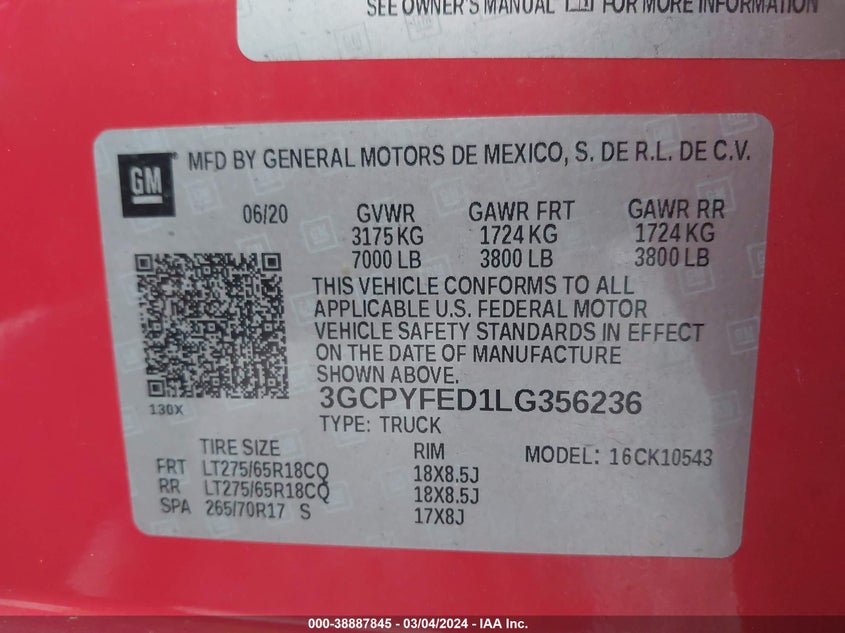 SEE OWNER'S MANUAL FOR MORE INFORMATION
GM
MFD BY GENERAL MOTORS DE MEXICO, S. DE R.L. DE C.V.
06/20 GVWR GAWR FRT GAWR RR
3175 KG 1724 KG 1724 KG
7000 LB 3800 LB 3800 LB
THIS VEHICLE CONFORMS TO ALL
APPLICABLE U.S. FEDERAL MOTOR
VEHICLE SAFETY STANDARDS IN EFFECT
ON THE DATE OF MANUFACTURE
SHOWN ABOVE.
130X
3GCPYFED1LG356236
TYPE: TRUCK
TIRE SIZE RIM MODEL: 16CK10543
FRT LT275/65R18CQ 18X8.5J
RR LT275/65R18CQ 18X8.5J
SPA 265/70R17 S 17X8J
000-38887845 - 03/04/2024 - IAA Inc.